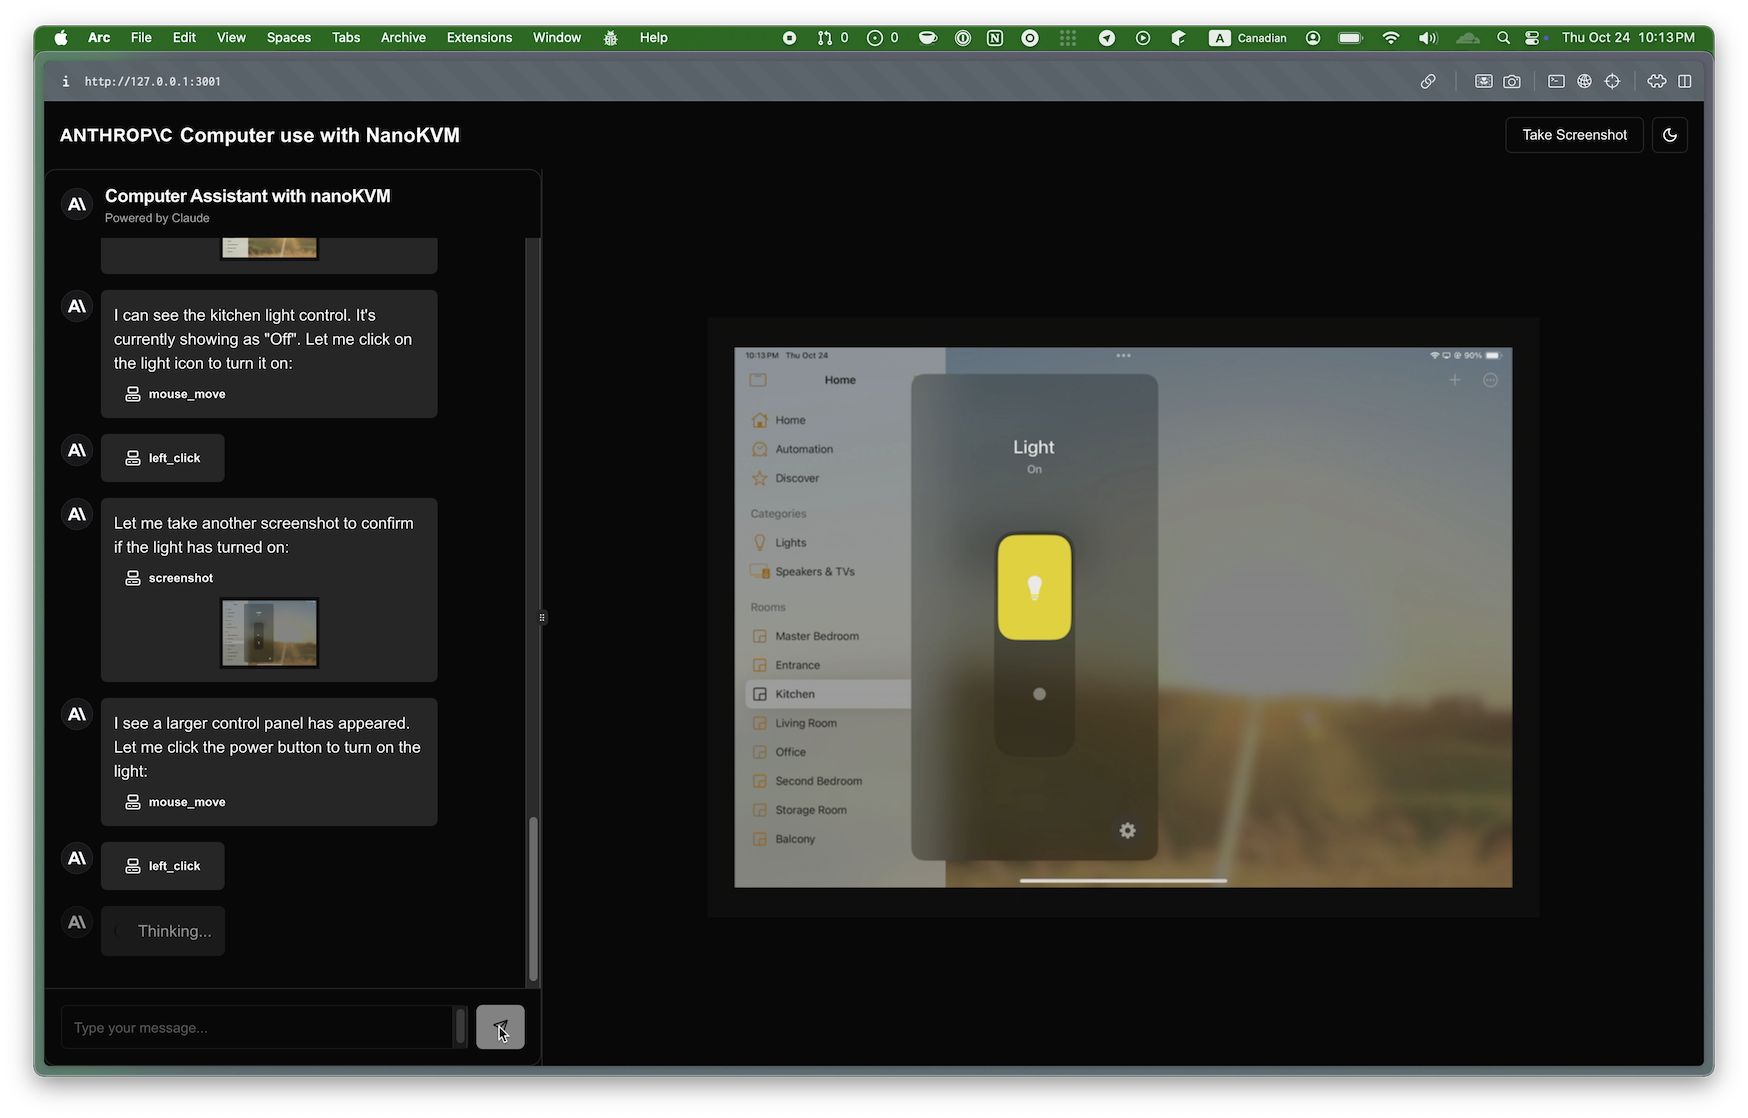 Arc File Edit View Spaces Tabs Archive Extensions Window Help 0 0 A Canadian Thu Oct 24 10:13 PM
http://127.0.0.1:3001
ANTHROP\C Computer use with NanoKVM
Take Screenshot
Computer Assistant with nanoKVM
Powered by Claude
I can see the kitchen light control. It's
currently showing as "Off". Let me click on
the light icon to turn it on:
mouse_move
left_click
Let me take another screenshot to confirm
if the light has turned on:
screenshot
I see a larger control panel has appeared.
Let me click the power button to turn on the
light:
mouse_move
left_click
Thinking...
Type your message...
10:13 PM Thu Oct 24
90%
Home
Home
Automation
Discover
Categories
Lights
Speakers & TVs
Rooms
Master Bedroom
Entrance
Kitchen
Living Room
Office
Second Bedroom
Storage Room
Balcony
Light
On